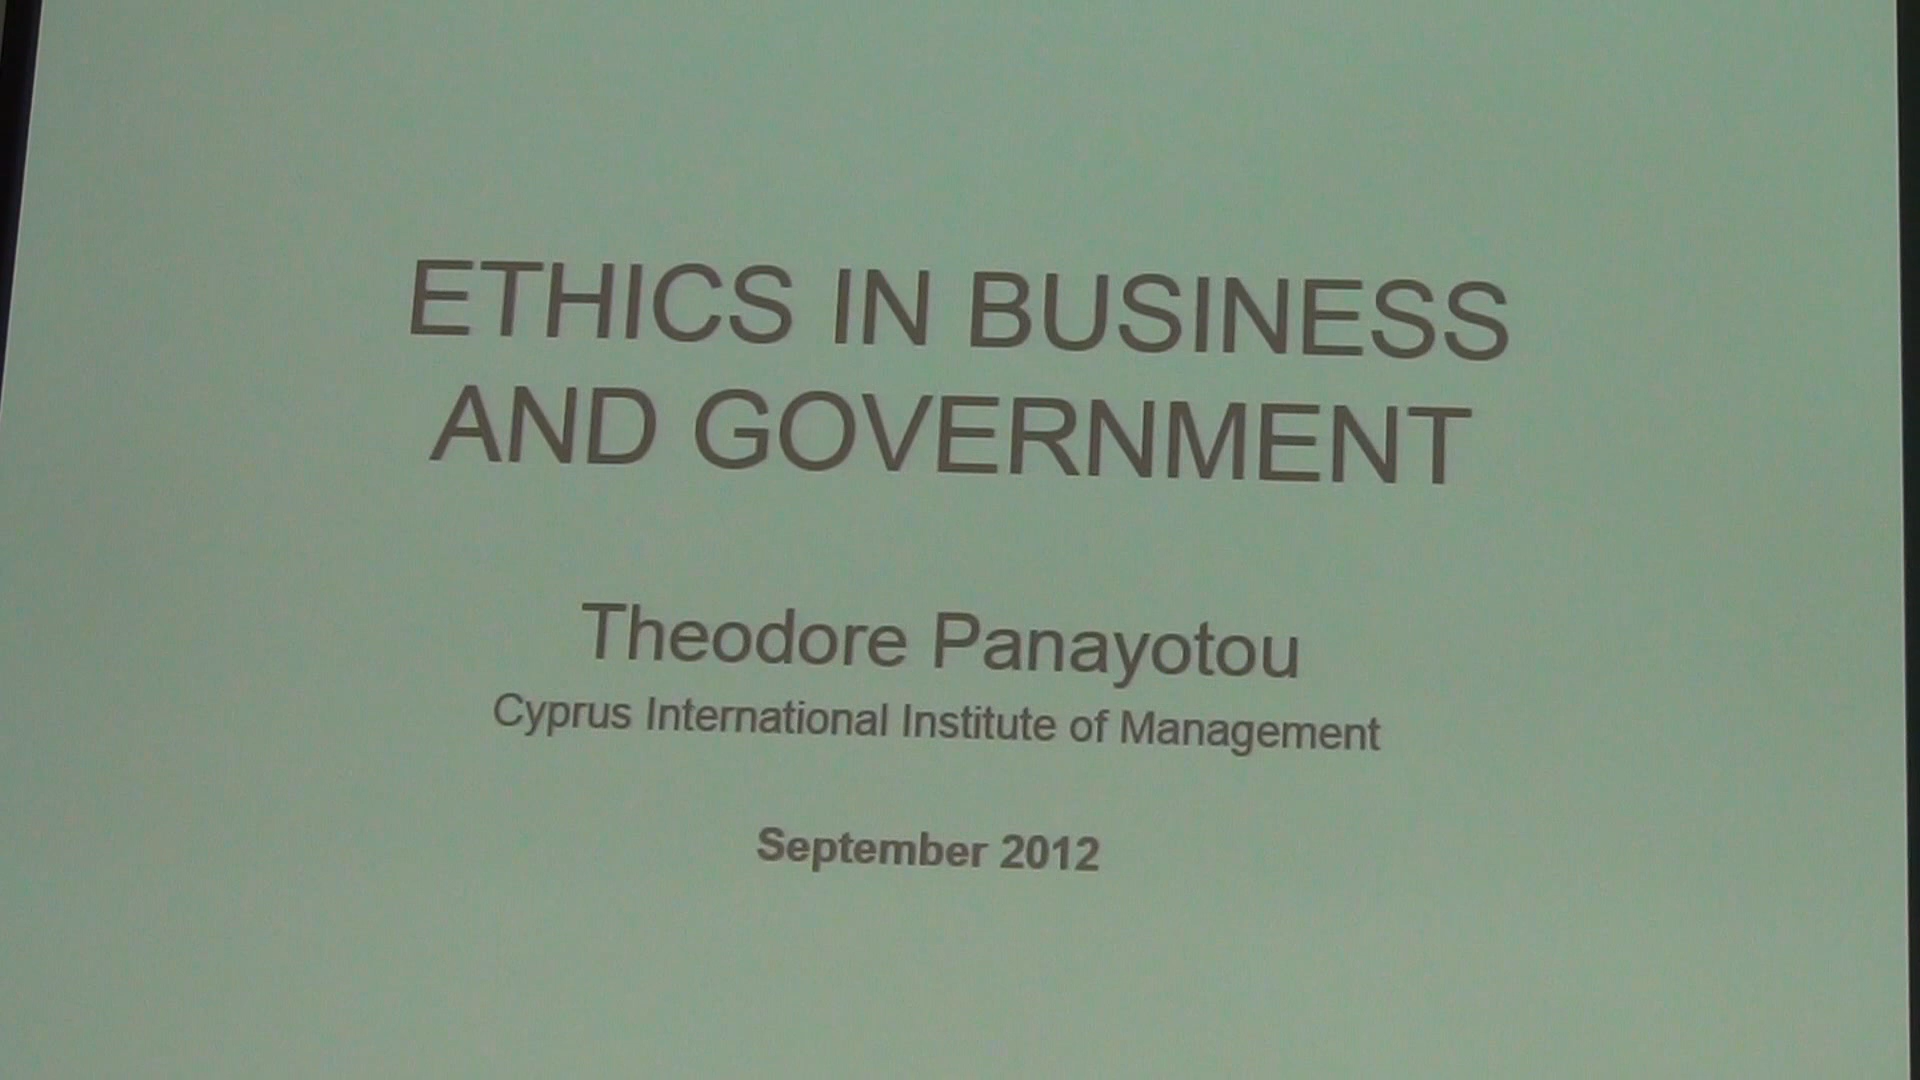 ETHICS IN BUSINESS
AND GOVERNMENT
Theodore Panayotou
Cyprus International Institute of Management
September 2012